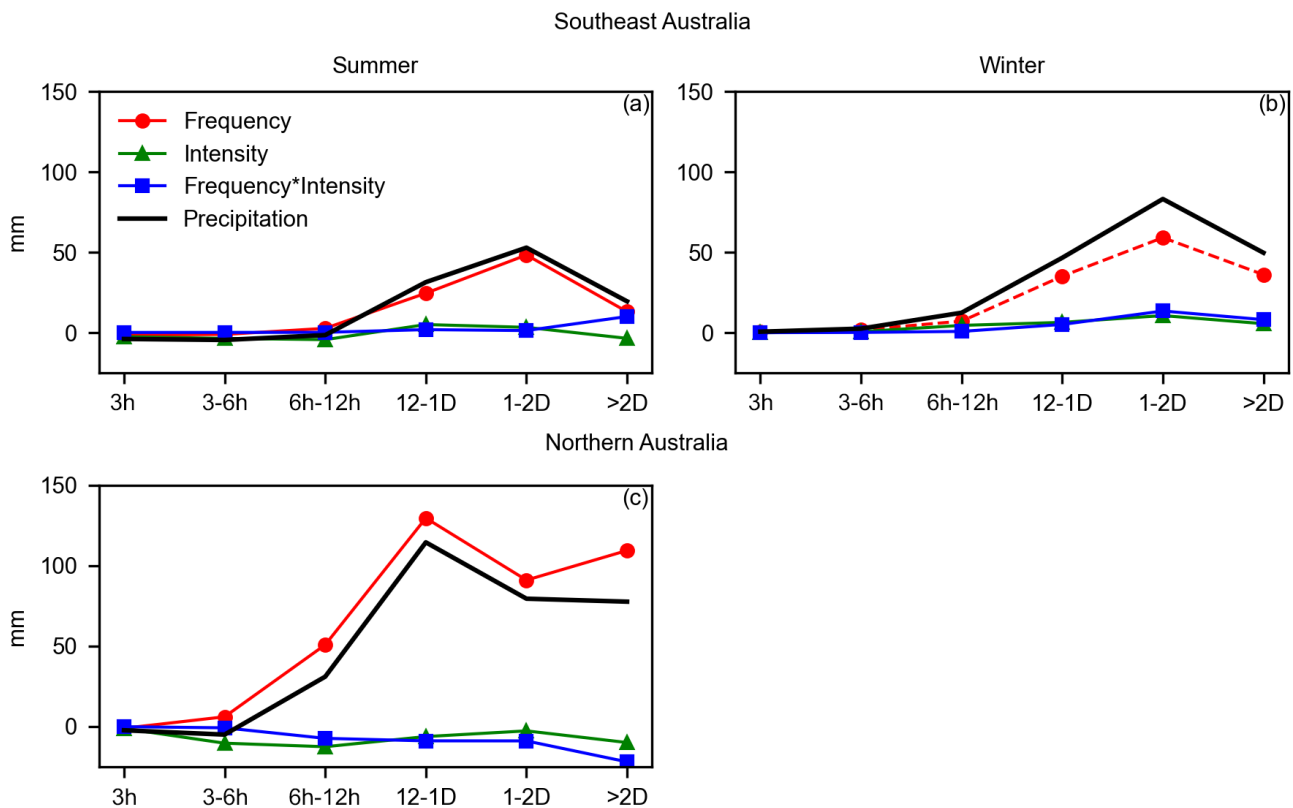 Southeast Australia
Summer
(a)
150
100
50
0
mm
Frequency
Intensity
Frequency*Intensity
Precipitation
3h 3-6h 6h-12h 12-1D 1-2D >2D
Winter
(b)
150
100
50
0
3h 3-6h 6h-12h 12-1D 1-2D >2D
Northern Australia
(c)
150
100
50
0
mm
3h 3-6h 6h-12h 12-1D 1-2D >2D